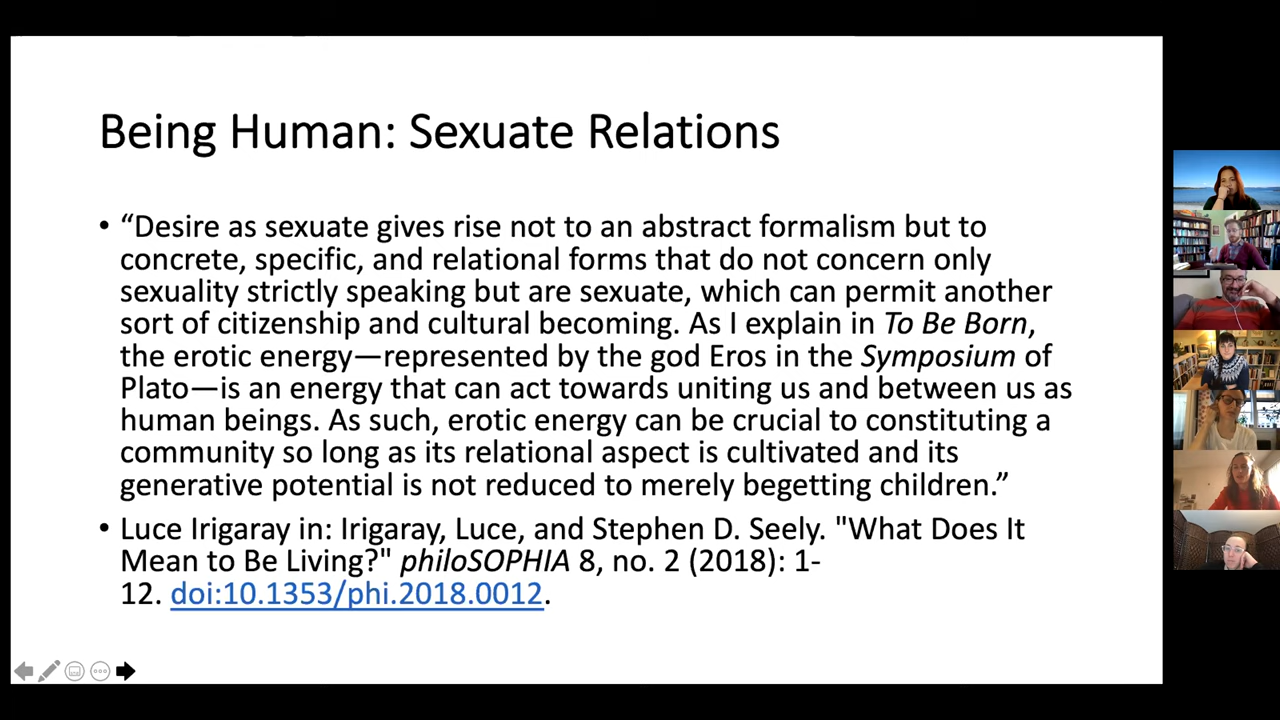 Being Human: Sexuate Relations
• “Desire as sexuate gives rise not to an abstract formalism but to
concrete, specific, and relational forms that do not concern only
sexuality strictly speaking but are sexuate, which can permit another
sort of citizenship and cultural becoming. As I explain in To Be Born,
the erotic energy—represented by the god Eros in the Symposium of
Plato—is an energy that can act towards uniting us and between us as
human beings. As such, erotic energy can be crucial to constituting a
community so long as its relational aspect is cultivated and its
generative potential is not reduced to merely begetting children.”
• Luce Irigaray in: Irigaray, Luce, and Stephen D. Seely. "What Does It
Mean to Be Living?" philoSOPHIA 8, no. 2 (2018): 1-
12. doi:10.1353/phi.2018.0012.